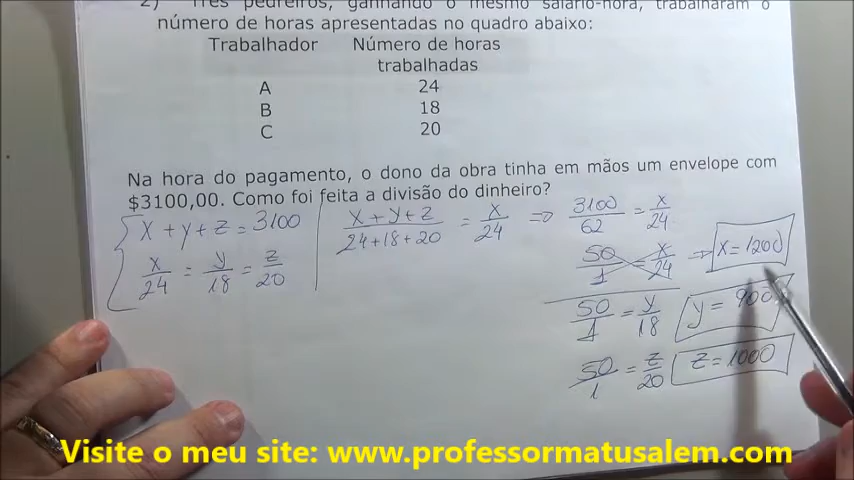 2) Três pedreiros, ganhando o mesmo salário-hora, trabalharam o
número de horas apresentadas no quadro abaixo:
Trabalhador Número de horas
trabalhadas
A 24
B 18
C 20
Na hora do pagamento, o dono da obra tinha em mãos um envelope com
$3100,00. Como foi feita a divisão do dinheiro?
x + y + z = 3100
x/24 = y/18 = z/20
x + y + z / 24 + 18 + 20 = x/24 ⇒ 3100/62 = x/24
50/1 = x/24 ⇒ x = 1200
50/1 = y/18 y = 900
50/1 = z/20 z = 1000
Visite o meu site: www.professormatusalem.com